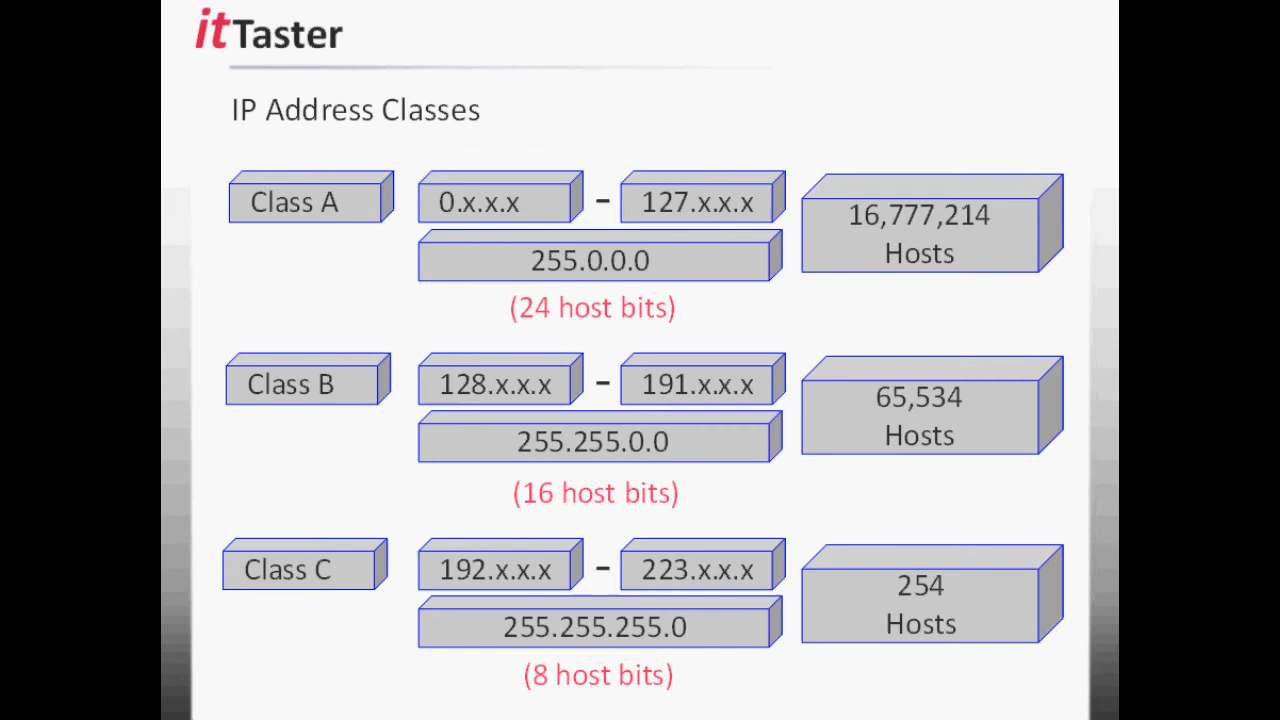 itTaster
IP Address Classes
Class A
0.x.x.x – 127.x.x.x
16,777,214
Hosts
255.0.0.0
(24 host bits)
Class B
128.x.x.x – 191.x.x.x
65,534
Hosts
255.255.0.0
(16 host bits)
Class C
192.x.x.x – 223.x.x.x
254
Hosts
255.255.255.0
(8 host bits)